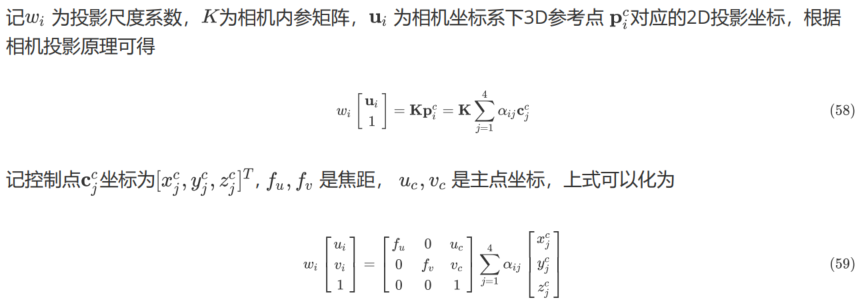 记$w_i$ 为投影尺度系数，$K$为相机内参矩阵，$\mathbf{u}_i$ 为相机坐标系下3D参考点 $\mathbf{p}_i^c$对应的2D投影坐标，根据
相机投影原理可得
$w_i \begin{bmatrix} \mathbf{u}_i \\ 1 \end{bmatrix} = \mathbf{K}\mathbf{p}_i^c = \mathbf{K} \sum_{j=1}^{4} \alpha_{ij} \mathbf{c}_j^c$ (58)
记控制点$\mathbf{c}_j^c$坐标为$[x_j^c, y_j^c, z_j^c]^T$, $f_u, f_v$ 是焦距， $u_c, v_c$ 是主点坐标，上式可以化为
$w_i \begin{bmatrix} u_i \\ v_i \\ 1 \end{bmatrix} = \begin{bmatrix} f_u & 0 & u_c \\ 0 & f_v & v_c \\ 0 & 0 & 1 \end{bmatrix} \sum_{j=1}^{4} \alpha_{ij} \begin{bmatrix} x_j^c \\ y_j^c \\ z_j^c \end{bmatrix}$ (59)